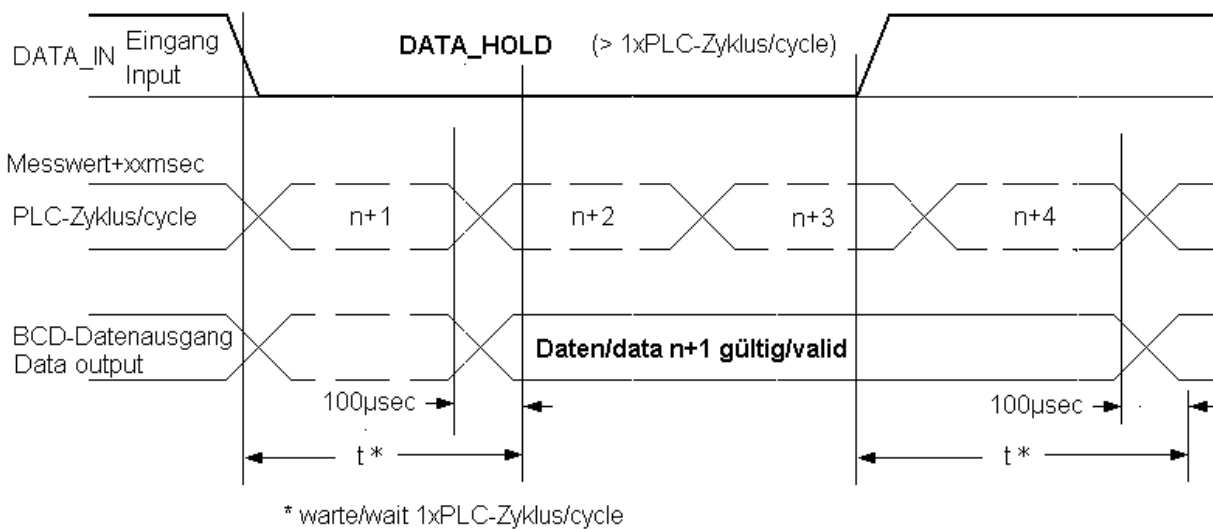 DATA_IN Eingang
Input
DATA_HOLD (> 1xPLC-Zyklus/cycle)
Messwert+xxmsec
PLC-Zyklus/cycle n+1 n+2 n+3 n+4
BCD-Datenausgang
Data output
Daten/data n+1 gültig/valid
100µsec 100µsec
t* t*
* warte/wait 1xPLC-Zyklus/cycle